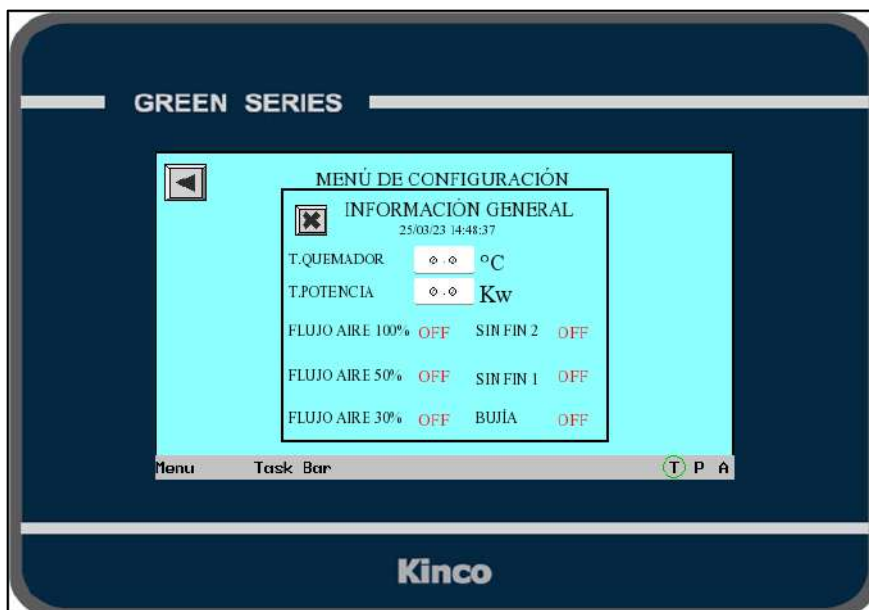 GREEN SERIES
MENÚ DE CONFIGURACIÓN
INFORMACIÓN GENERAL
25/03/23 14:48:37
T.QUEMADOR 0.0 ºC
T.POTENCIA 0.0 Kw
FLUJO AIRE 100% OFF SIN FIN 2 OFF
FLUJO AIRE 50% OFF SIN FIN 1 OFF
FLUJO AIRE 30% OFF BUJÍA OFF
Menu Task Bar T P A
Kinco